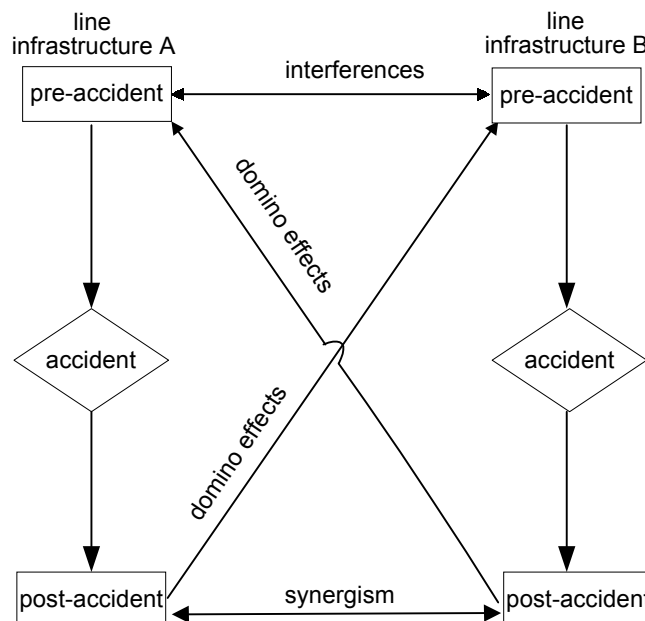 line
infrastructure A
line
infrastructure B
pre-accident
interferences
pre-accident
domino effects
accident
accident
domino effects
post-accident
synergism
post-accident